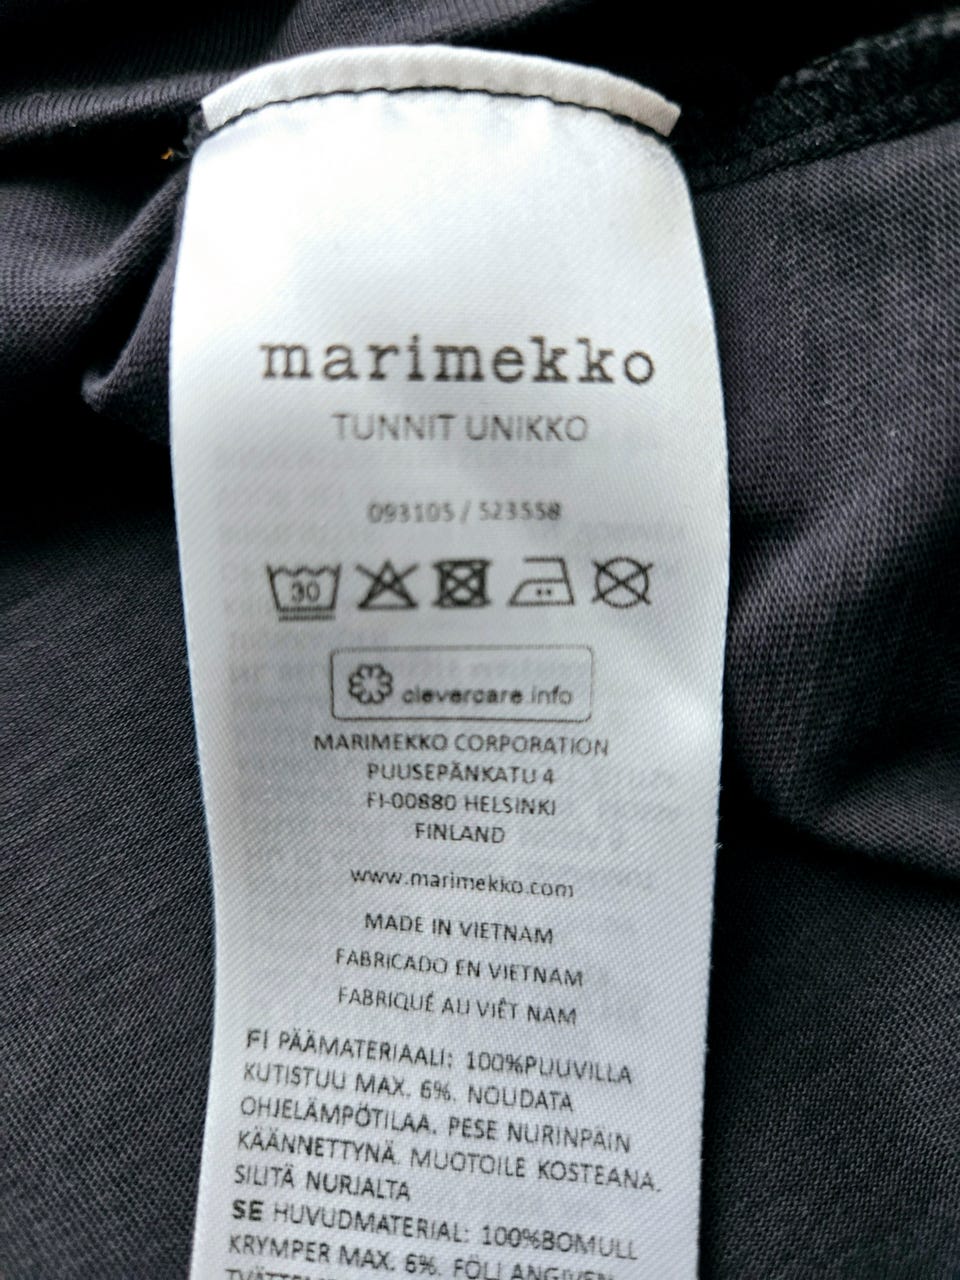 marimekko
TUNNIT UNIKKO
093105 / 523558
30
clevercare.info
MARIMEKKO CORPORATION
PUUSEPÄNKATU 4
FI-00880 HELSINKI
FINLAND
www.marimekko.com
MADE IN VIETNAM
FABRICADO EN VIETNAM
FABRIQUÉ AU VIÊT NAM
FI PÄÄMATERIAALI: 100%PUUVILLA
KUTISTUU MAX. 6%. NOUDATA
OHJELÄMPÖTILAA. PESE NURINPÄIN
KÄÄNNETTYNÄ. MUOTOILE KOSTEANA.
SILITÄ NURJALTA
SE HUVUDMATERIAL: 100%BOMULL
KRYMPER MAX. 6%. FÖLJ ANGIVEN